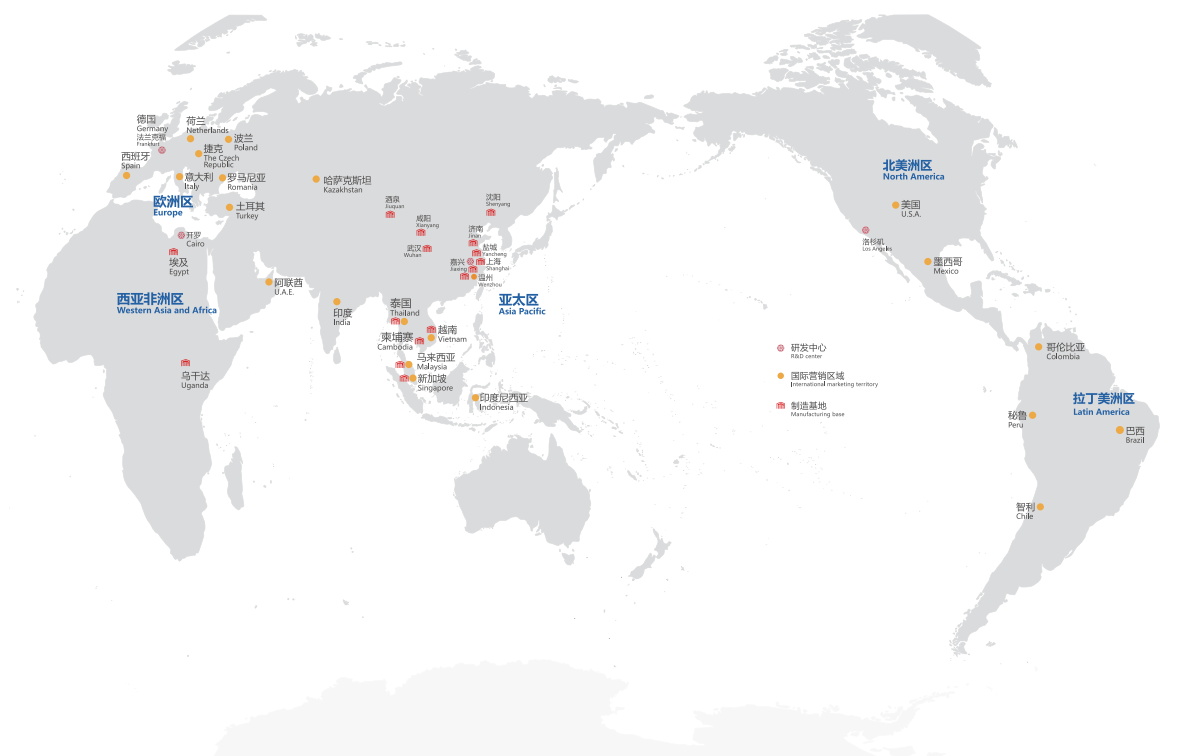 德国
Germany
法兰克福
Frankfurt
荷兰
Netherlands
波兰
Poland
捷克
The Czech
Republic
西班牙
Spain
意大利
Italy
罗马尼亚
Romania
欧洲区
Europe
土耳其
Turkey
开罗
Cairo
埃及
Egypt
西亚非洲区
Western Asia and Africa
阿联酋
U.A.E.
乌干达
Uganda
哈萨克斯坦
Kazakhstan
酒泉
Jiuquan
沈阳
Shenyang
咸阳
Xianyang
济南
Jinan
武汉
Wuhan
盐城
Yancheng
嘉兴
Jiaxing
上海
Shanghai
温州
Wenzhou
亚太区
Asia Pacific
印度
India
泰国
Thailand
越南
Vietnam
柬埔寨
Cambodia
马来西亚
Malaysia
新加坡
Singapore
印度尼西亚
Indonesia
北美洲区
North America
美国
U.S.A.
洛杉矶
Los Angeles
墨西哥
Mexico
研发中心
R&D center
国际营销区域
International marketing territory
制造基地
Manufacturing base
哥伦比亚
Colombia
拉丁美洲区
Latin America
秘鲁
Peru
巴西
Brazil
智利
Chile